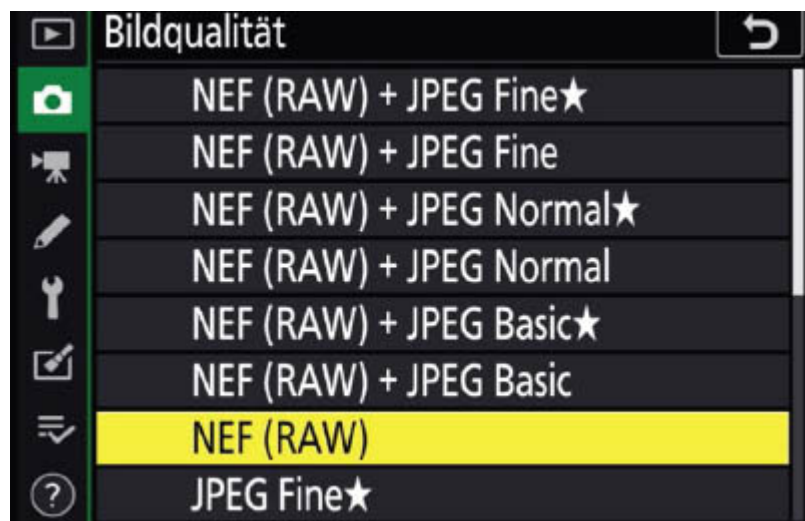 Bildqualität
NEF (RAW) + JPEG Fine★
NEF (RAW) + JPEG Fine
NEF (RAW) + JPEG Normal★
NEF (RAW) + JPEG Normal
NEF (RAW) + JPEG Basic★
NEF (RAW) + JPEG Basic
NEF (RAW)
JPEG Fine★
?